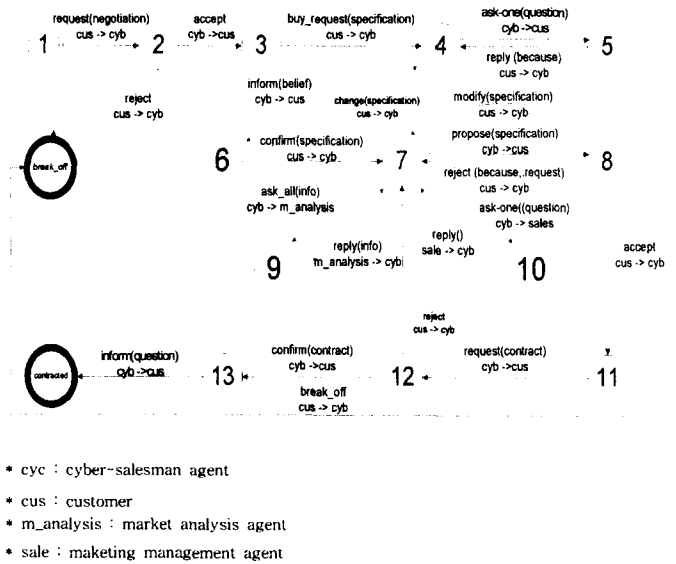 request(negotiation)
cus -> cyb
accept
cyb ->cus
buy_request(specification)
cus -> cyb
ask-one(question)
cyb ->cus
1
2
3
4
5
reply (because)
cus -> cyb
reject
cus -> cyb
inform(belief)
cyb -> cus
change(specification)
cus -> cyb
modify(specification)
cus -> cyb
break_off
6
confirm(specification)
cus -> cyb
7
propose(specification)
cyb ->cus
8
reject (because,.request)
cus -> cyb
ask_all(info)
cyb -> m_analysis
ask-one((question)
cyb -> sales
9
reply(info)
m_analysis -> cyb
reply()
sale -> cyb
10
accept
cus -> cyb
reject
cus -> cyb
contracted
inform(question)
cyb ->cus
13
confirm(contract)
cyb ->cus
break_off
cus -> cyb
12
request(contract)
cyb ->cus
11
* cyc : cyber-salesman agent
* cus : customer
* m_analysis : market analysis agent
* sale : maketing management agent